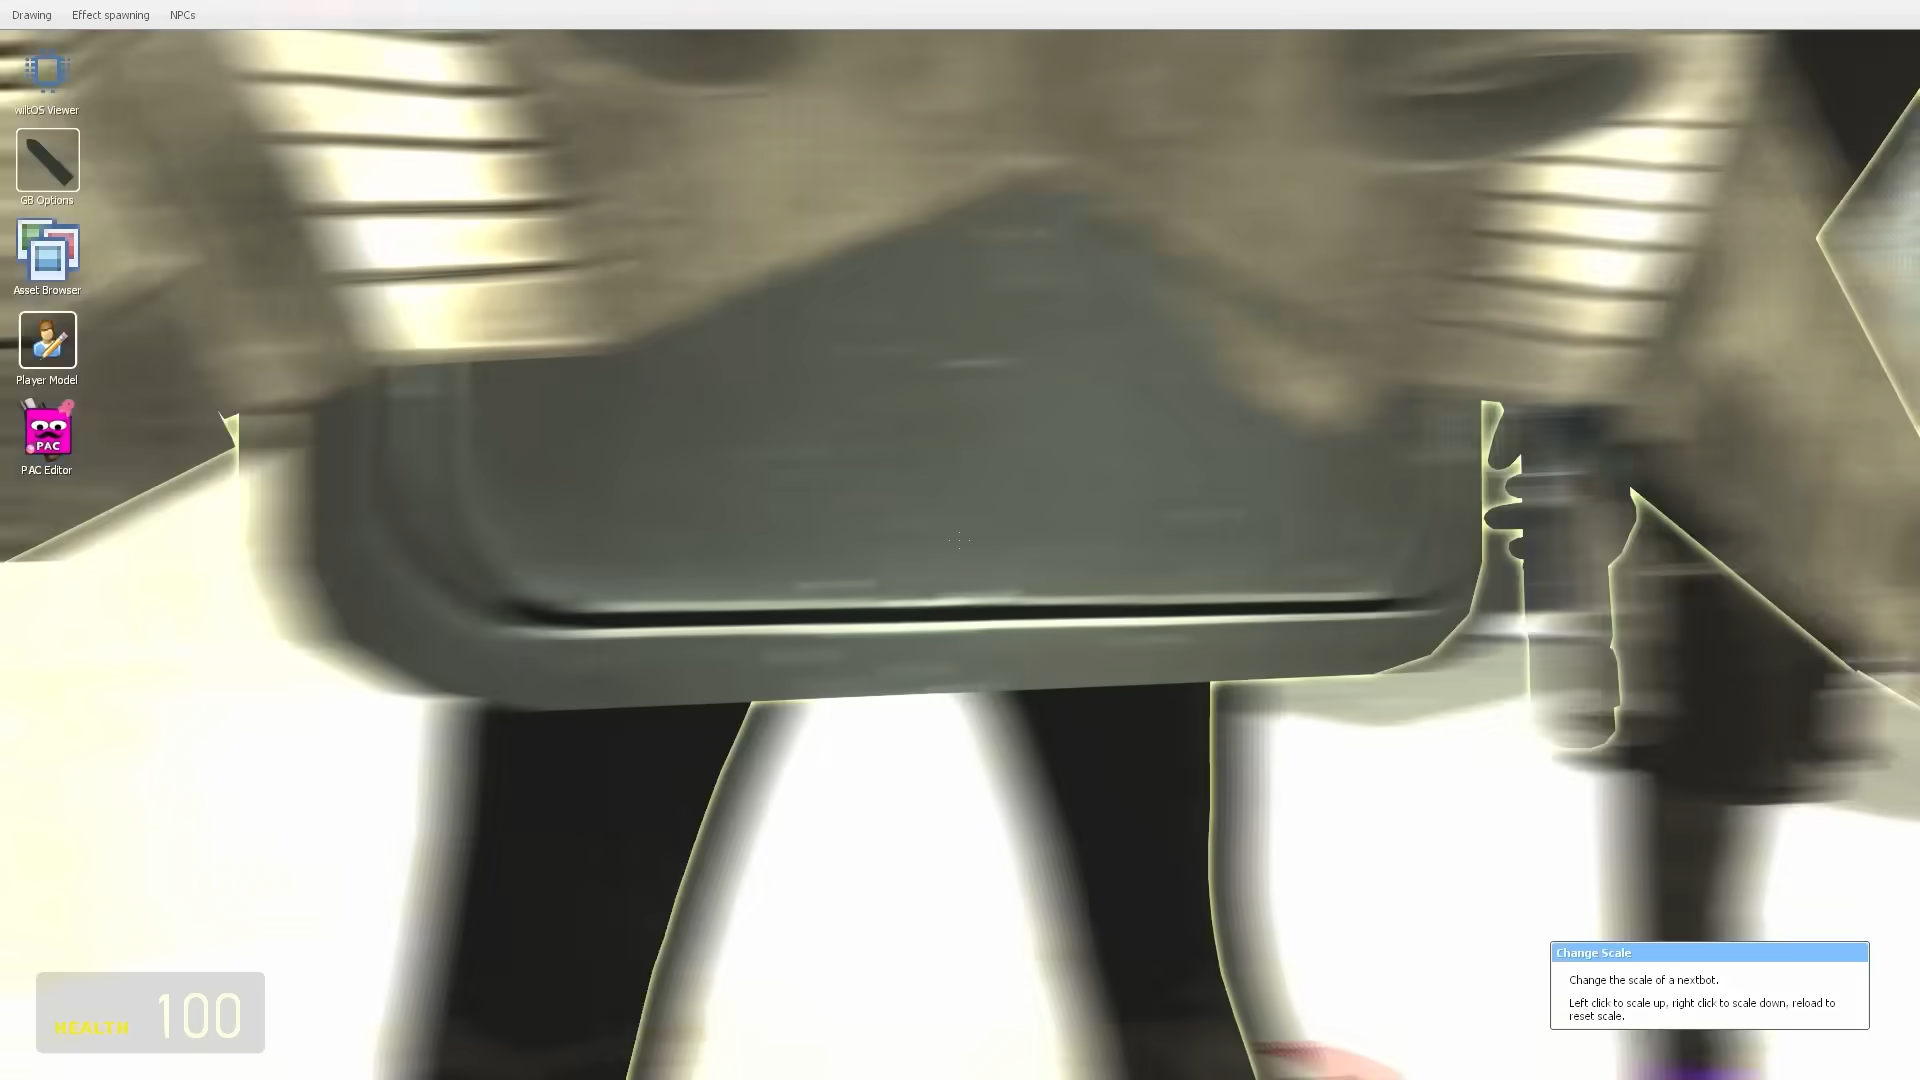 Drawing Effect spawning NPCs
wiltOS Viewer
GB Options
Asset Browser
Player Model
PAC
PAC Editor
Change Scale
Change the scale of a nextbot.
Left click to scale up, right click to scale down, reload to
reset scale.
HEALTH 100